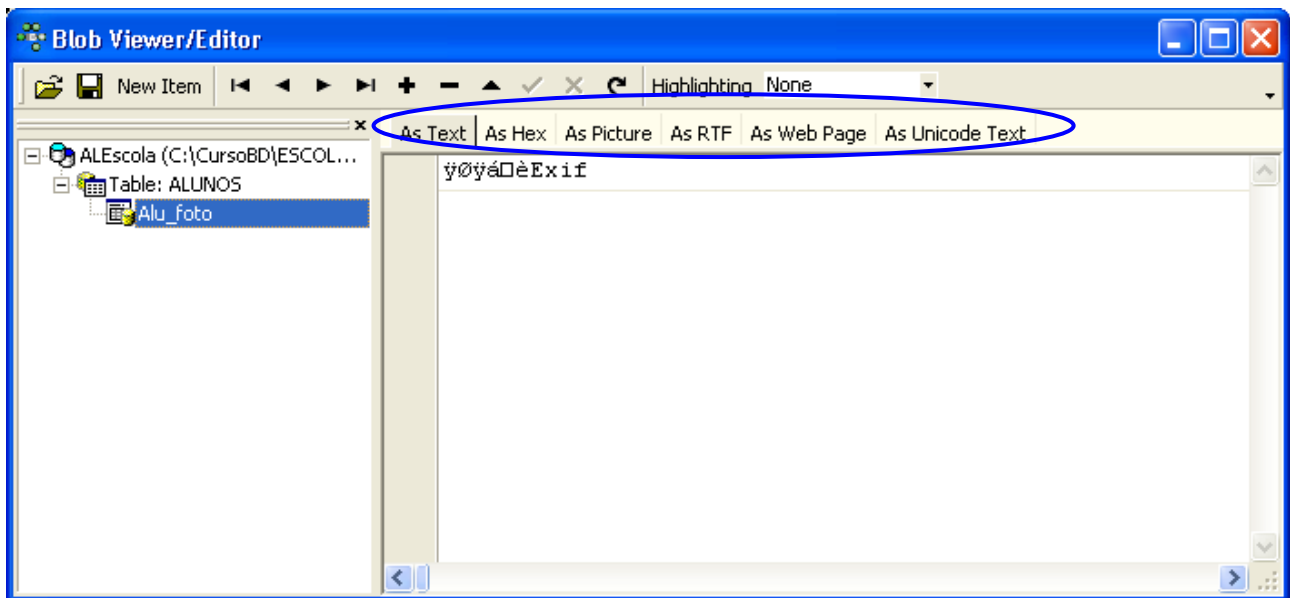 Blob Viewer/Editor
New Item Highlighting None
As Text As Hex As Picture As RTF As Web Page As Unicode Text
ALEscola (C:\CursoBD\ESCOL...
Table: ALUNOS
Alu_foto
ÿØÿá□èExif